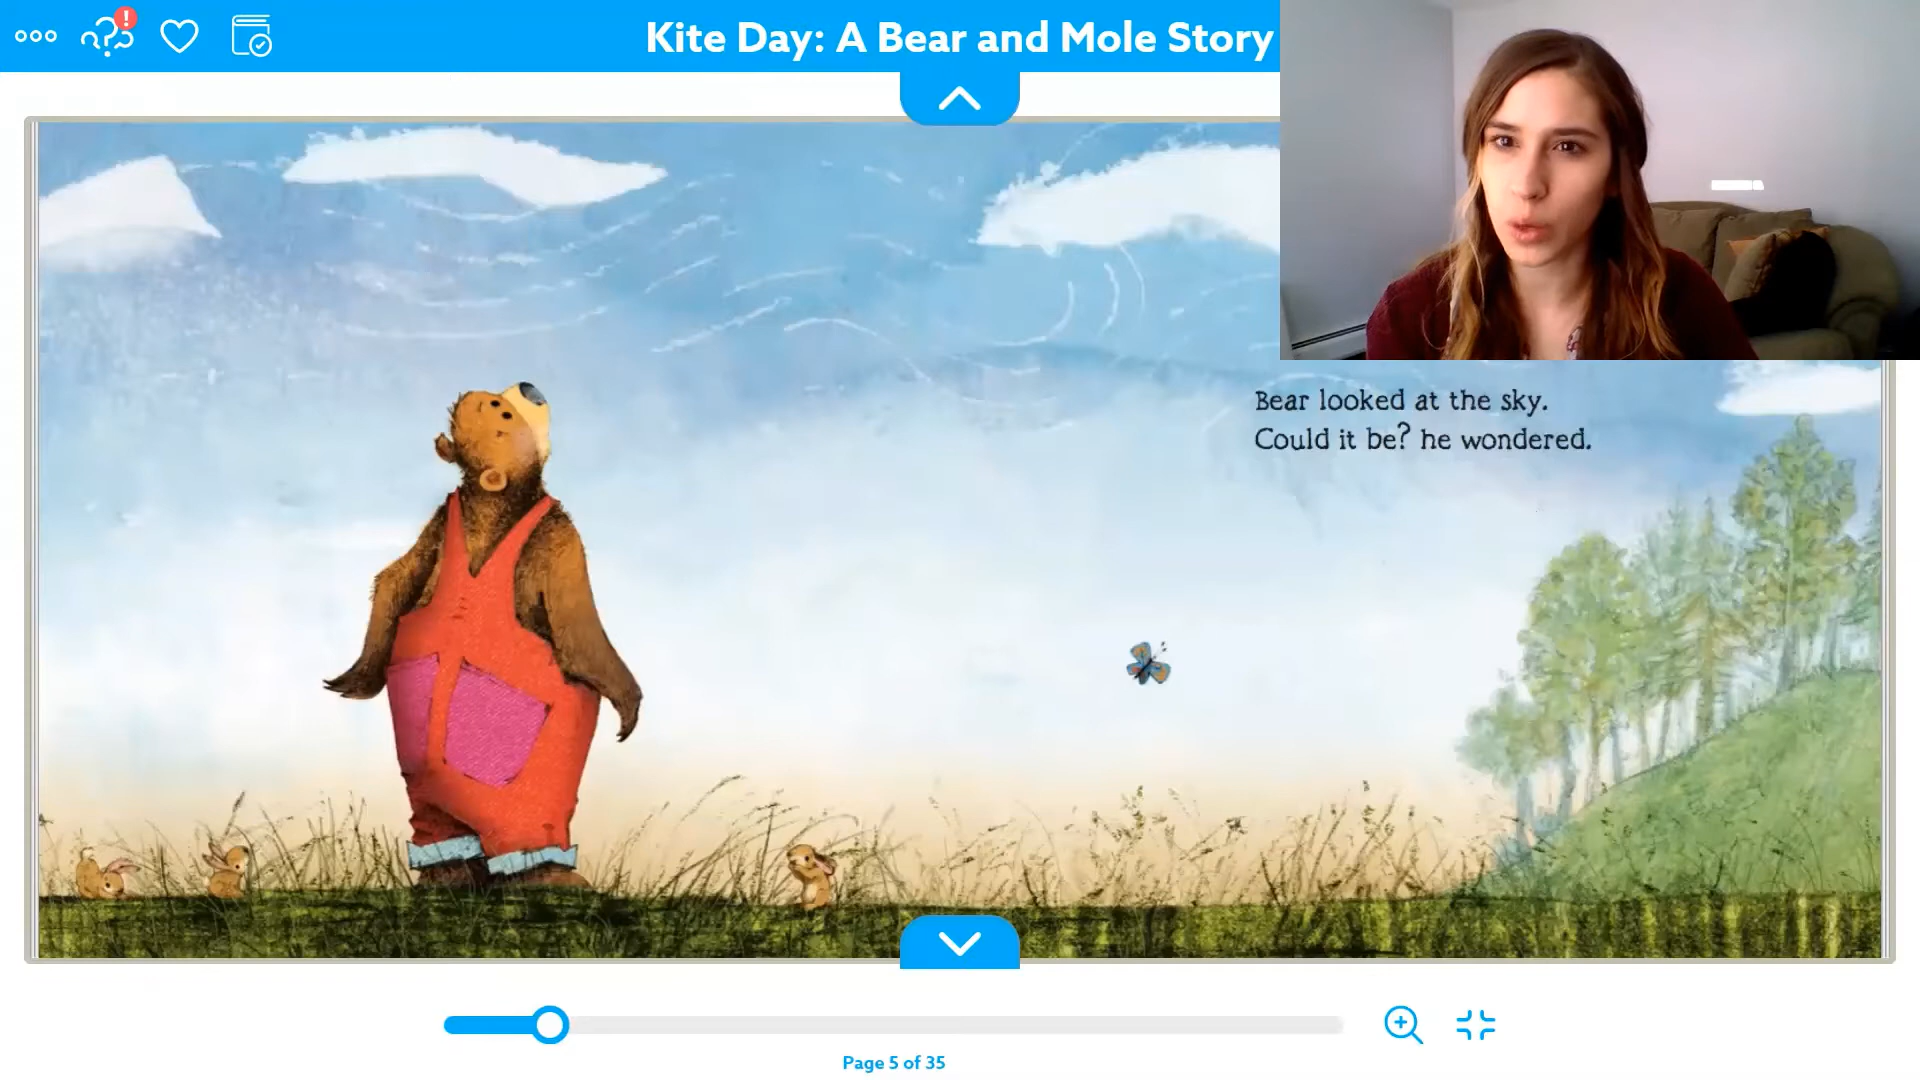 Kite Day: A Bear and Mole Story
Bear looked at the sky.
Could it be? he wondered.
Page 5 of 35